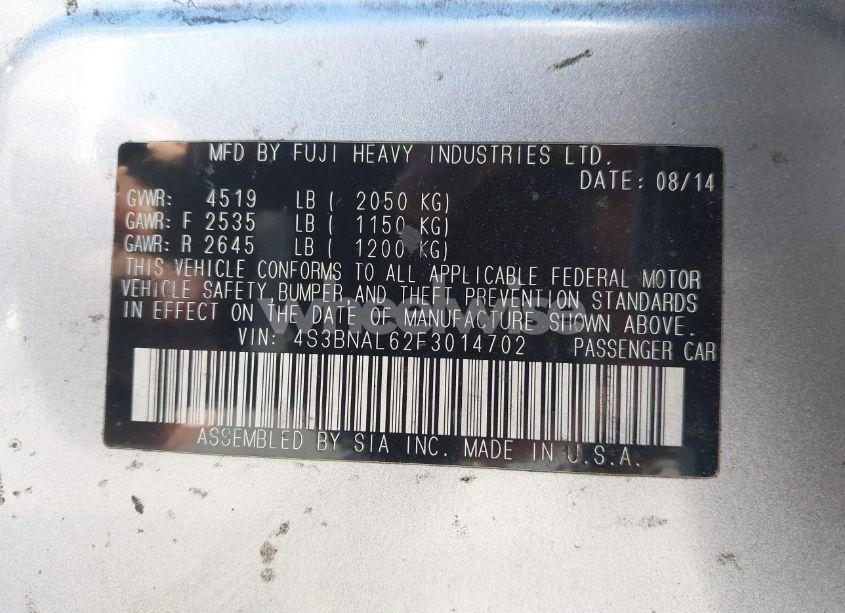 MFD BY FUJI HEAVY INDUSTRIES LTD.
DATE: 08/14
GVWR: 4519 LB ( 2050 KG)
GAWR: F 2535 LB ( 1150 KG)
GAWR: R 2645 LB ( 1200 KG)
THIS VEHICLE CONFORMS TO ALL APPLICABLE FEDERAL MOTOR
VEHICLE SAFETY, BUMPER, AND THEFT PREVENTION STANDARDS
IN EFFECT ON THE DATE OF MANUFACTURE SHOWN ABOVE.
wheelwise
VIN: 4S3BNAL62F3014702 PASSENGER CAR
ASSEMBLED BY SIA INC. MADE IN U.S.A.